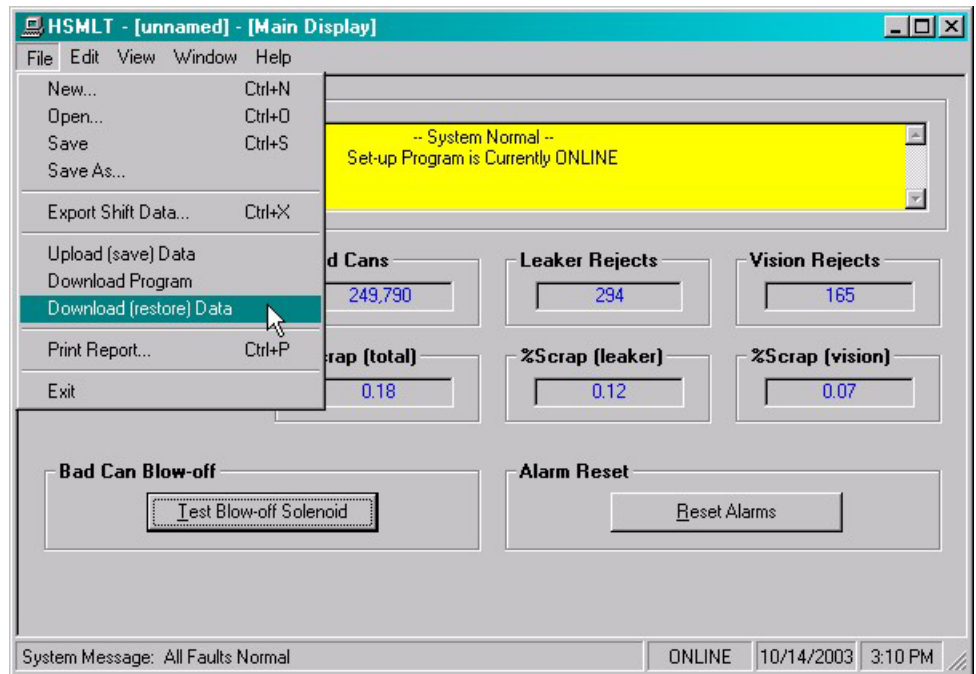 HSMLT - [unnamed] - [Main Display]
File Edit View Window Help
New... Ctrl+N
Open... Ctrl+O
Save Ctrl+S
Save As...
Export Shift Data... Ctrl+X
Upload (save) Data
Download Program
Download (restore) Data
Print Report... Ctrl+P
Exit
-- System Normal --
Set-up Program is Currently ONLINE
d Cans Leaker Rejects Vision Rejects
249,790 294 165
rap (total) %Scrap (leaker) %Scrap (vision)
0.18 0.12 0.07
Bad Can Blow-off Alarm Reset
Test Blow-off Solenoid Reset Alarms
System Message: All Faults Normal ONLINE 10/14/2003 3:10 PM